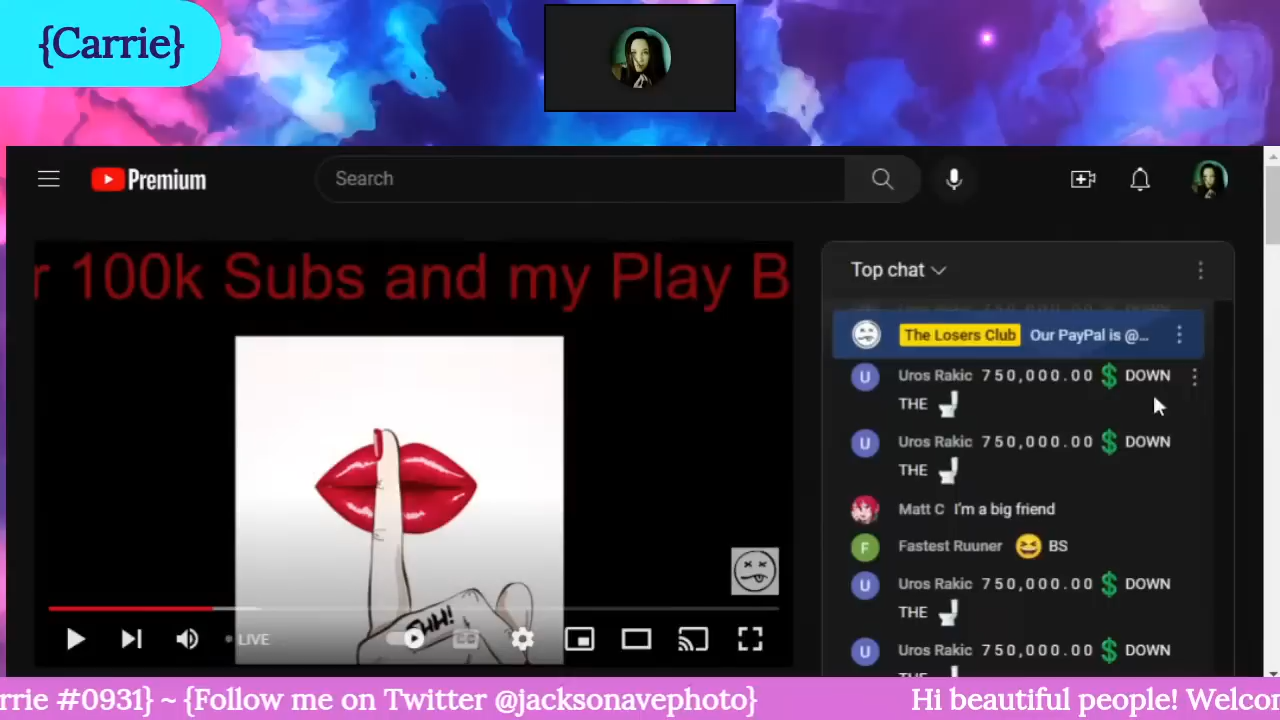 {Carrie}
Premium
Search
r 100k Subs and my Play B
SHH!
LIVE
Top chat
The Losers Club Our PayPal is @...
Uros Rakic 750,000.00 💲 DOWN
THE 🚽
Uros Rakic 750,000.00 💲 DOWN
THE 🚽
Matt C I'm a big friend
Fastest Ruuner 😆 BS
Uros Rakic 750,000.00 💲 DOWN
THE 🚽
Uros Rakic 750,000.00 💲 DOWN
rrie #0931} ~ {Follow me on Twitter @jacksonavephoto} Hi beautiful people! Welcon